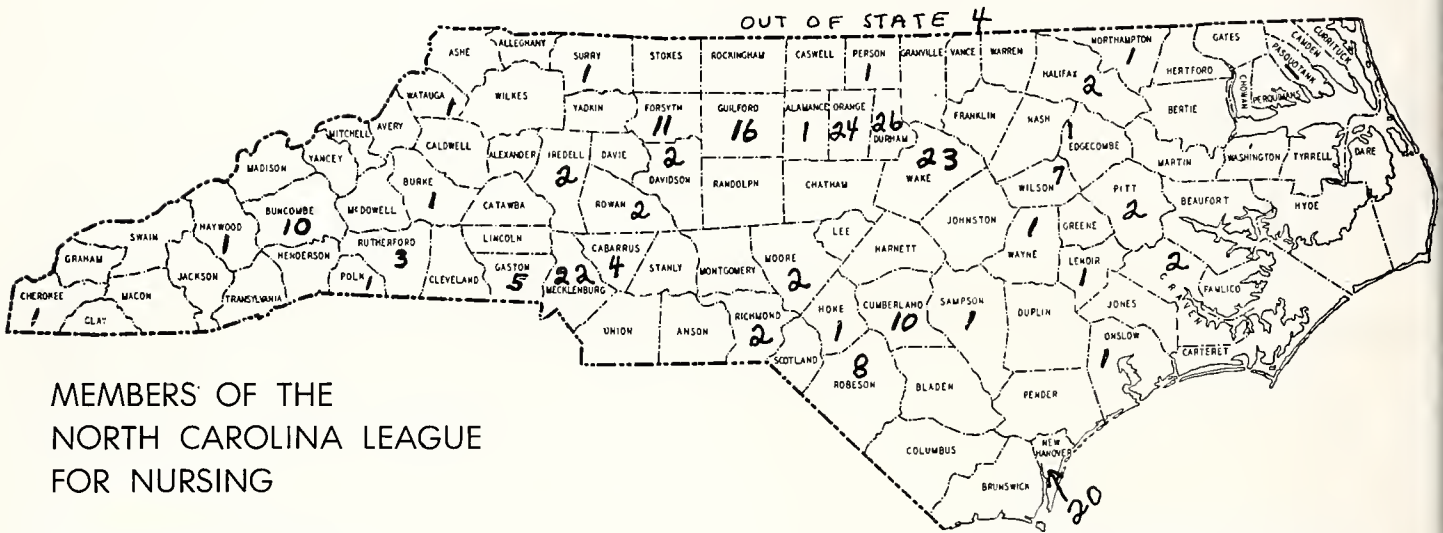 OUT OF STATE 4
ASHE
ALLEGHANY
SURRY
1
STOKES
ROCKINGHAM
CASWELL
PERSON
1
GRANVILLE
VANCE
WARREN
NORTHAMPTON
1
GATES
HERTFORD
CURRITUCK
CAMDEN
PASQUOTANK
PERQUIMANS
CHOWAN
HALIFAX
2
BERTIE
WATAUGA
1
WILKES
YADKIN
FORSYTH
11
GUILFORD
16
ALAMANCE
1
ORANGE
24
26
DURHAM
FRANKLIN
NASH
1
EDGECOMBE
MARTIN
WASHINGTON
TYRRELL
DARE
MITCHELL
AVERY
CALDWELL
ALEXANDER
IREDELL
2
DAVIE
2
DAVIDSON
RANDOLPH
CHATHAM
23
WAKE
WILSON
7
PITT
2
BEAUFORT
HYDE
MADISON
YANCEY
BURKE
1
CATAWBA
ROWAN
2
JOHNSTON
GREENE
SWAIN
HAYWOOD
1
BUNCOMBE
10
McDOWELL
LINCOLN
CABARRUS
4
STANLY
MONTGOMERY
MOORE
2
LEE
HARNETT
1
WAYNE
LENOIR
1
2
CRAVEN
PAMLICO
GRAHAM
JACKSON
HENDERSON
RUTHERFORD
3
POLK
1
CLEVELAND
GASTON
5
22
MECKLENBURG
CHEROKEE
1
MACON
CLAY
TRANSYLVANIA
UNION
ANSON
RICHMOND
2
HOKE
1
CUMBERLAND
10
SAMPSON
1
DUPLIN
JONES
ONSLOW
1
CARTERET
SCOTLAND
8
ROBESON
BLADEN
PENDER
COLUMBUS
BRUNSWICK
NEW
HANOVER
20
MEMBERS OF THE
NORTH CAROLINA LEAGUE
FOR NURSING